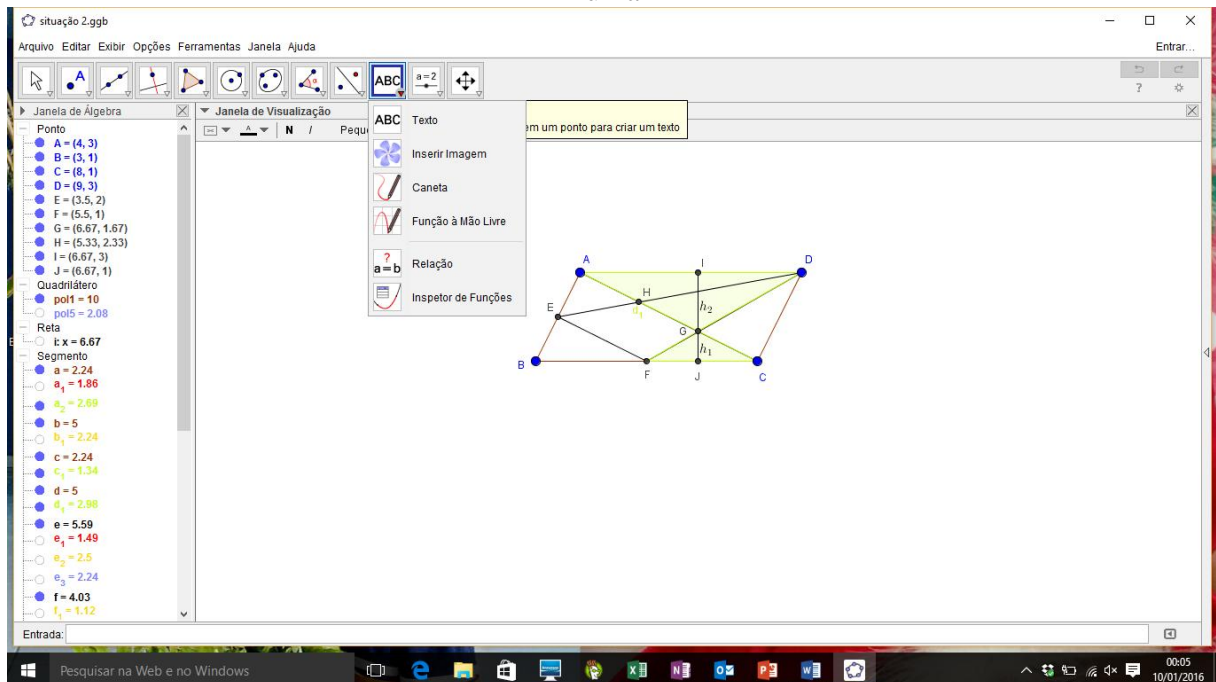 situação 2.ggb
Arquivo Editar Exibir Opções Ferramentas Janela Ajuda
Entrar...
A
a
ABC
a=2
?
Janela de Álgebra
Janela de Visualização
Ponto
A = (4, 3)
B = (3, 1)
C = (8, 1)
D = (9, 3)
E = (3.5, 2)
F = (5.5, 1)
G = (6.67, 1.67)
H = (5.33, 2.33)
I = (6.67, 3)
J = (6.67, 1)
Quadrilátero
pol1 = 10
pol5 = 2.08
Reta
i: x = 6.67
Segmento
a = 2.24
a₁ = 1.86
a₂ = 2.69
b = 5
b₁ = 2.24
c = 2.24
c₁ = 1.34
d = 5
d₁ = 2.98
e = 5.59
e₁ = 1.49
e₂ = 2.5
e₃ = 2.24
f = 4.03
f₁ = 1.12
A N I Pequ
em um ponto para criar um texto
ABC Texto
Inserir Imagem
Caneta
Função à Mão Livre
? a=b Relação
Inspetor de Funções
A
I
D
H
d₁
h₂
E
G
h₁
B
F
J
C
Entrada:
Pesquisar na Web e no Windows
00:05
10/01/2016